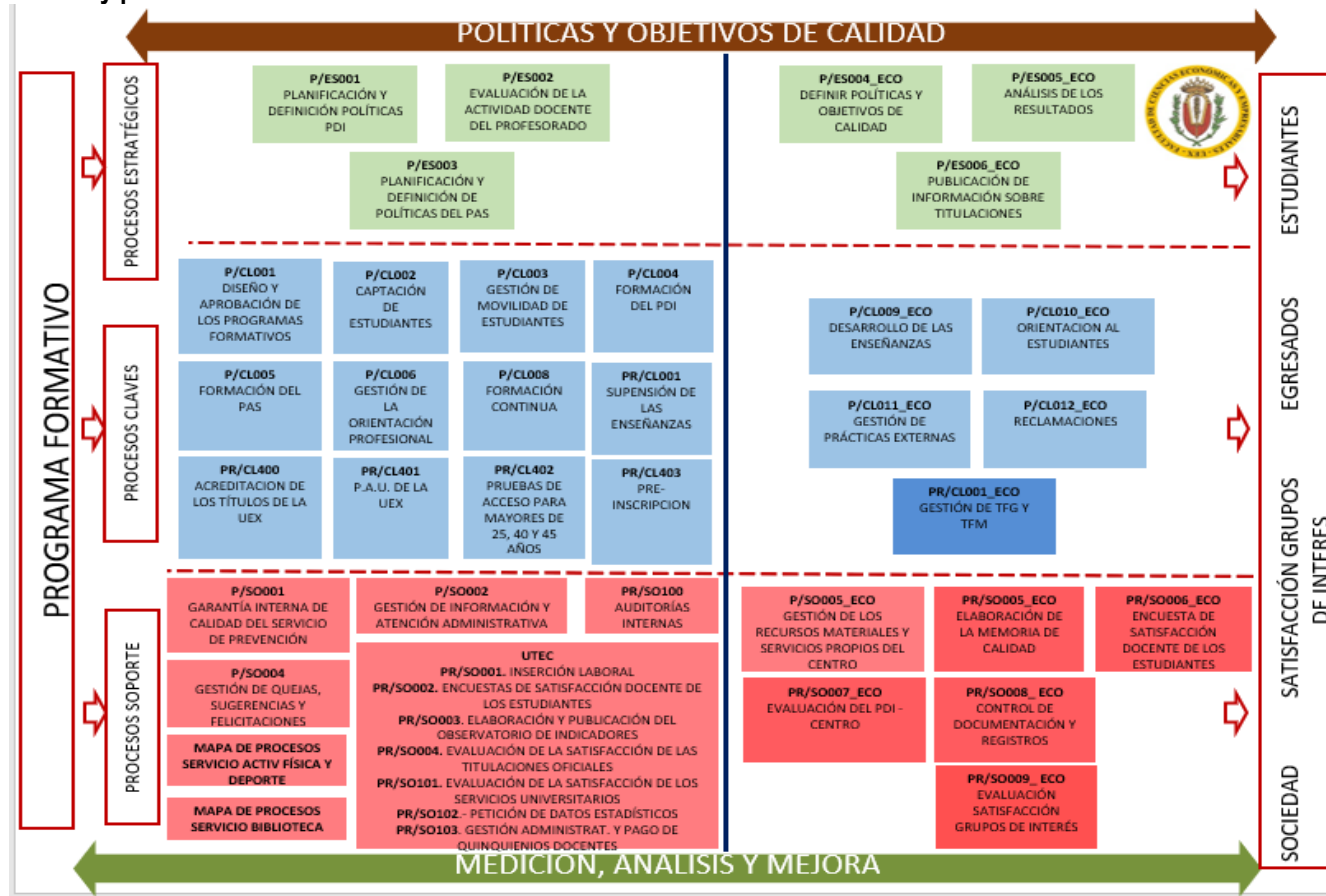 POLITICAS Y OBJETIVOS DE CALIDAD
PROGRAMA FORMATIVO
PROCESOS ESTRATÉGICOS
P/ES001
PLANIFICACIÓN Y
DEFINICIÓN POLÍTICAS
PDI
P/ES002
EVALUACIÓN DE LA
ACTIVIDAD DOCENTE
DEL PROFESORADO
P/ES003
PLANIFICACIÓN Y
DEFINICIÓN DE
POLÍTICAS DEL PAS
P/ES004_ECO
DEFINIR POLÍTICAS Y
OBJETIVOS DE
CALIDAD
P/ES005_ECO
ANÁLISIS DE LOS
RESULTADOS
P/ES006_ECO
PUBLICACIÓN DE
INFORMACIÓN SOBRE
TITULACIONES
FACULTAD DE CIENCIAS ECONÓMICAS Y EMPRESARIALES
PROCESOS CLAVES
P/CL001
DISEÑO Y
APROBACIÓN DE
LOS PROGRAMAS
FORMATIVOS
P/CL002
CAPTACIÓN
DE
ESTUDIANTES
P/CL003
GESTIÓN DE
MOVILIDAD DE
ESTUDIANTES
P/CL004
FORMACIÓN
DEL PDI
P/CL005
FORMACIÓN DEL
PAS
P/CL006
GESTIÓN DE
LA
ORIENTACIÓN
PROFESIONAL
P/CL008
FORMACIÓN
CONTINUA
PR/CL001
SUPENSIÓN DE
LAS
ENSEÑANZAS
PR/CL400
ACREDITACION DE
LOS TÍTULOS DE LA
UEX
PR/CL401
P.A.U. DE LA
UEX
PR/CL402
PRUEBAS DE
ACCESO PARA
MAYORES DE
25, 40 Y 45
AÑOS
PR/CL403
PRE-
INSCRIPCION
P/CL009_ECO
DESARROLLO DE LAS
ENSEÑANZAS
P/CL010_ECO
ORIENTACION AL
ESTUDIANTES
P/CL011_ECO
GESTIÓN DE
PRÁCTICAS EXTERNAS
P/CL012_ECO
RECLAMACIONES
PR/CL001_ECO
GESTIÓN DE TFG Y
TFM
PROCESOS SOPORTE
P/SO001
GARANTÍA INTERNA DE
CALIDAD DEL SERVICIO
DE PREVENCIÓN
P/SO002
GESTIÓN DE INFORMACIÓN Y
ATENCIÓN ADMINISTRATIVA
PR/SO100
AUDITORÍAS
INTERNAS
P/SO004
GESTIÓN DE QUEJAS,
SUGERENCIAS Y
FELICITACIONES
MAPA DE PROCESOS
SERVICIO ACTIV FÍSICA Y
DEPORTE
MAPA DE PROCESOS
SERVICIO BIBLIOTECA
UTEC
PR/SO001. INSERCIÓN LABORAL
PR/SO002. ENCUESTAS DE SATISFACCIÓN DOCENTE DE
LOS ESTUDIANTES
PR/SO003. ELABORACIÓN Y PUBLICACIÓN DEL
OBSERVATORIO DE INDICADORES
PR/SO004. EVALUACIÓN DE LA SATISFACCIÓN DE LAS
TITULACIONES OFICIALES
PR/SO101. EVALUACIÓN DE LA SATISFACCIÓN DE LOS
SERVICIOS UNIVERSITARIOS
PR/SO102.- PETICIÓN DE DATOS ESTADÍSTICOS
PR/SO103. GESTIÓN ADMINISTRAT. Y PAGO DE
QUINQUIENIOS DOCENTES
P/SO005_ECO
GESTIÓN DE LOS
RECURSOS MATERIALES Y
SERVICIOS PROPIOS DEL
CENTRO
PR/SO005_ECO
ELABORACIÓN DE
LA MEMORIA DE
CALIDAD
PR/SO006_ECO
ENCUESTA DE
SATISFACCIÓN
DOCENTE DE LOS
ESTUDIANTES
PR/SO007_ECO
EVALUACIÓN DEL PDI -
CENTRO
PR/SO008_ ECO
CONTROL DE
DOCUMENTACIÓN Y
REGISTROS
PR/SO009_ ECO
EVALUACIÓN
SATISFACCIÓN
GRUPOS DE INTERÉS
ESTUDIANTES
EGRESADOS
SATISFACCIÓN GRUPOS
DE INTERES
SOCIEDAD
MEDICION, ANALISIS Y MEJORA